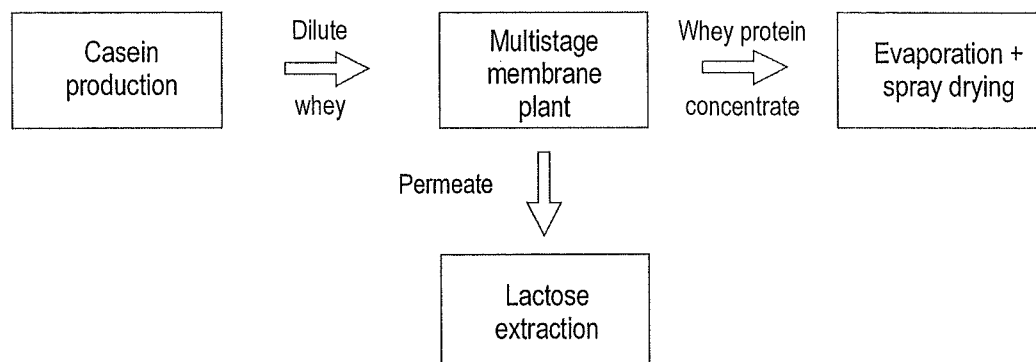 Casein
production
Dilute
whey
Multistage
membrane
plant
Whey protein
concentrate
Evaporation +
spray drying
Permeate
Lactose
extraction